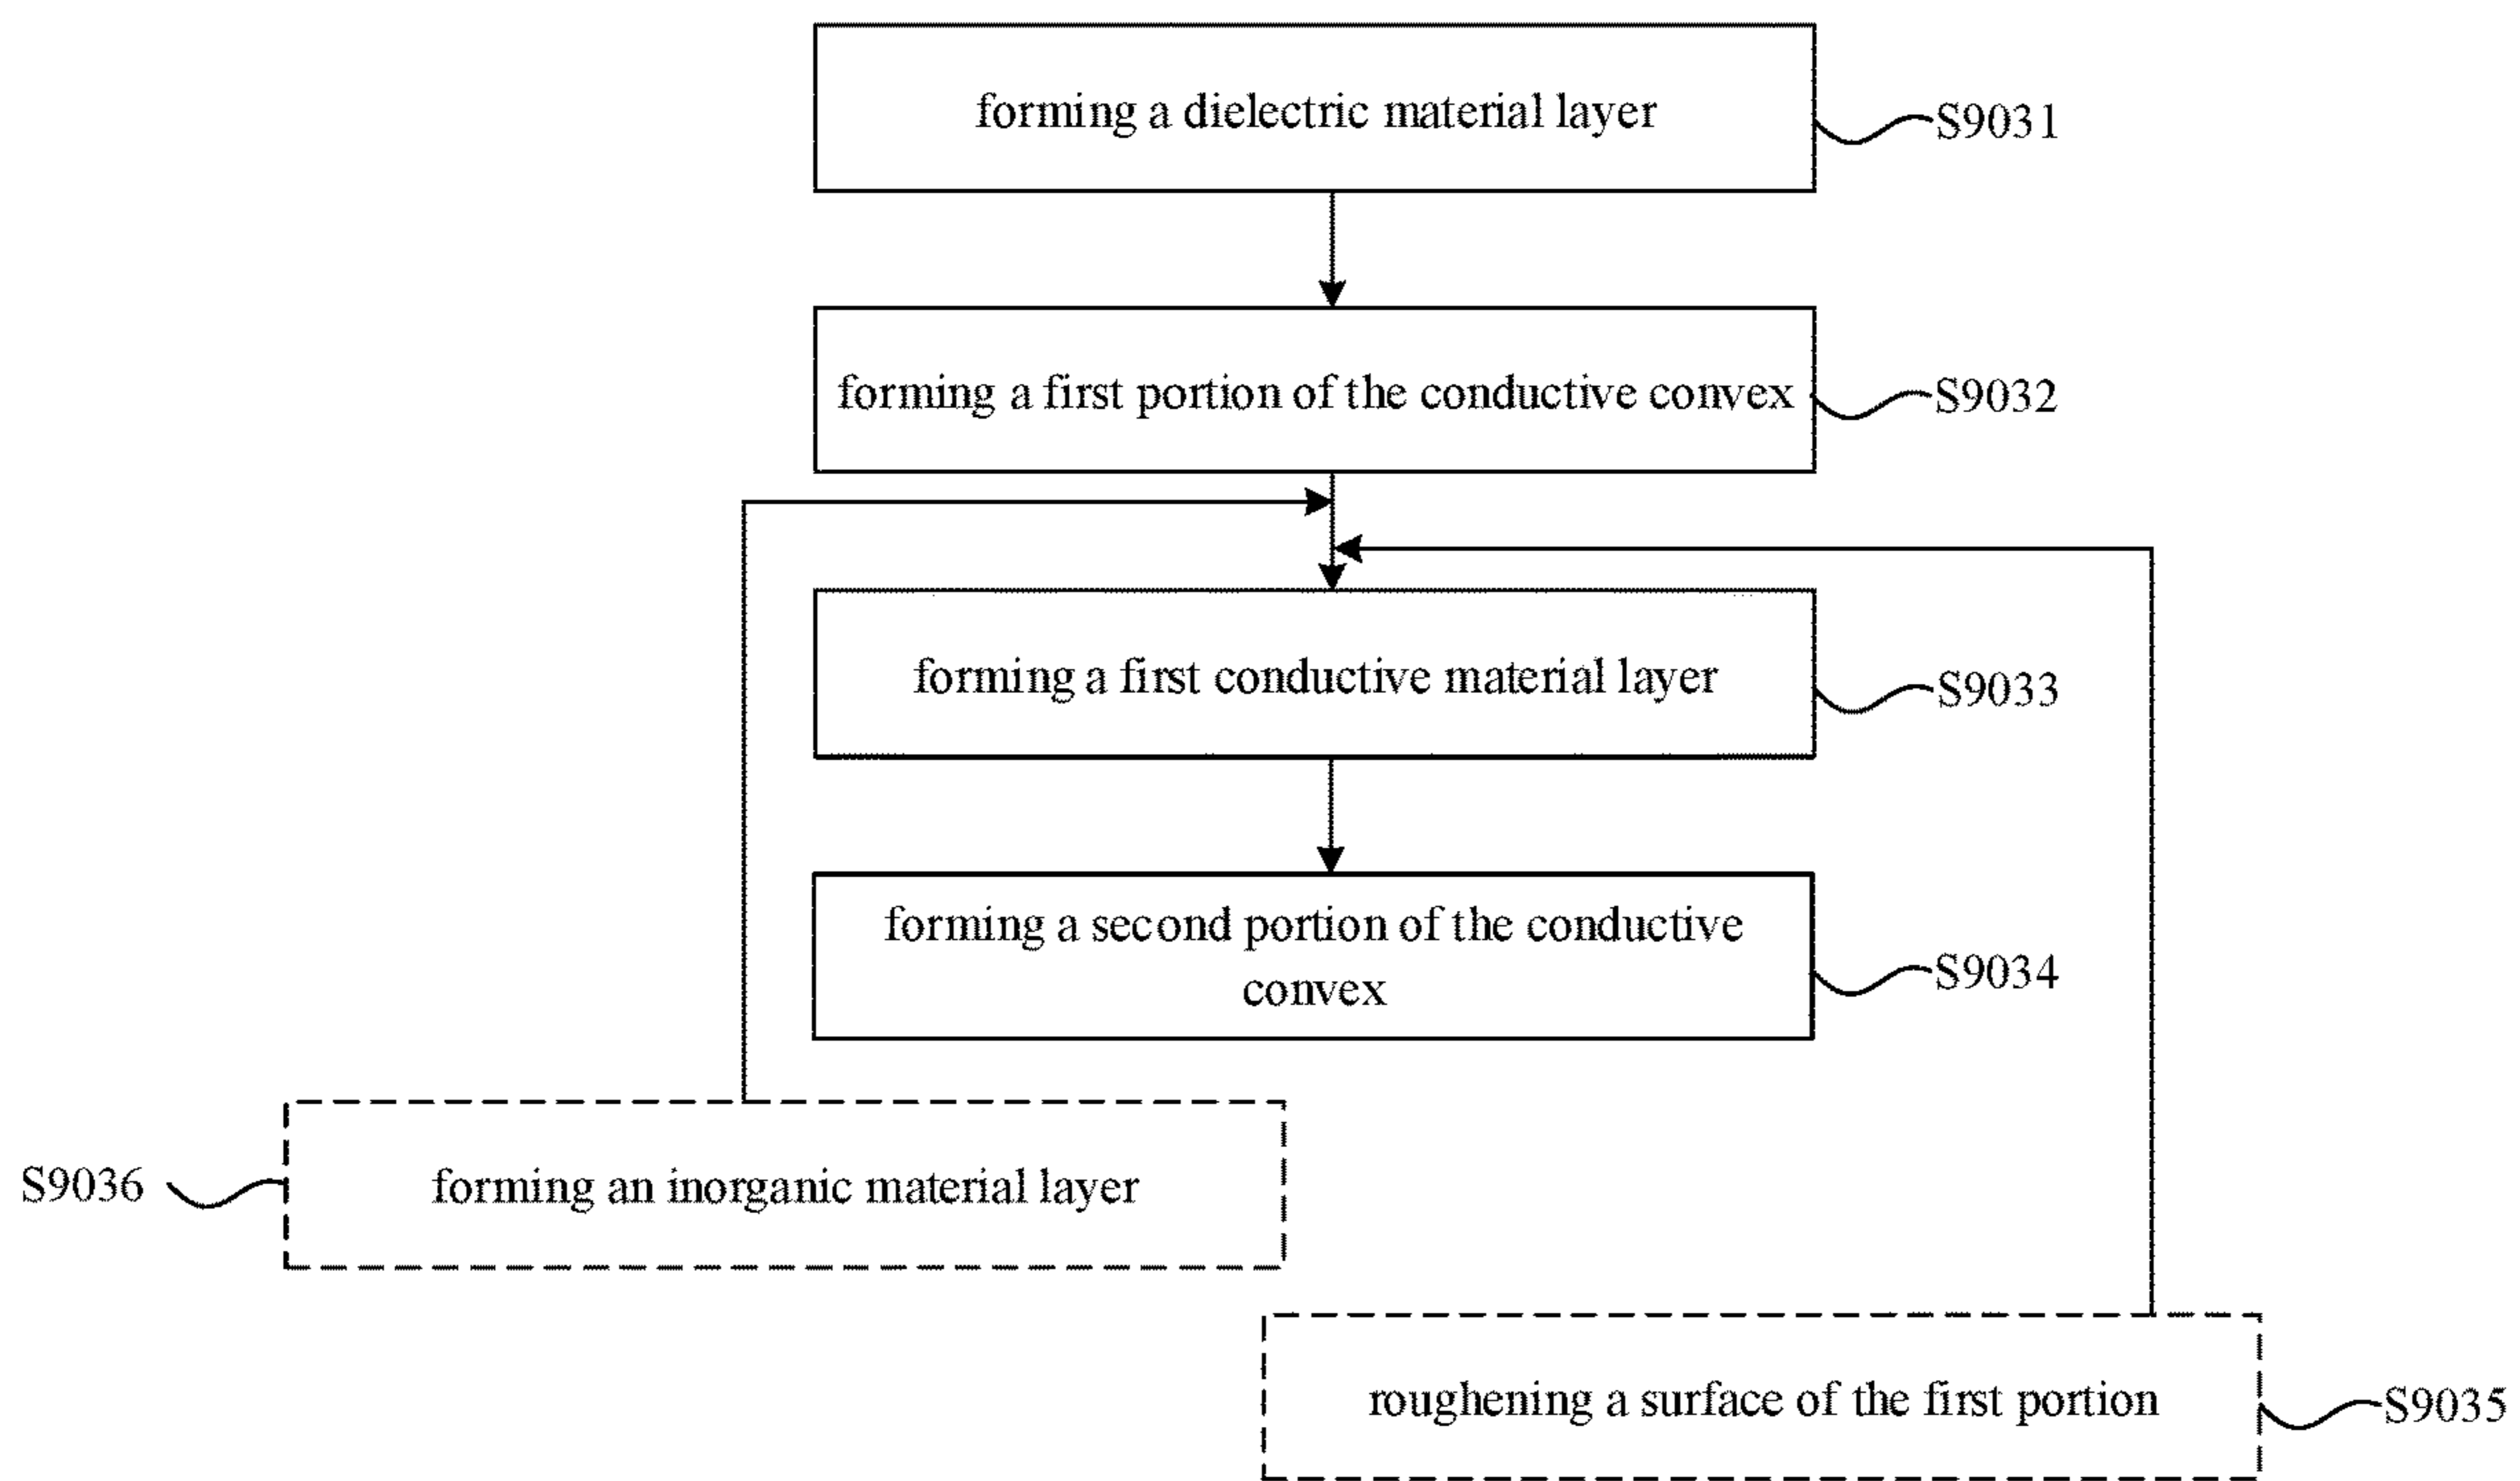 forming a dielectric material layer
S9031
forming a first portion of the conductive convex
S9032
forming a first conductive material layer
S9033
forming a second portion of the conductive
convex
S9034
S9036
forming an inorganic material layer
roughening a surface of the first portion
S9035